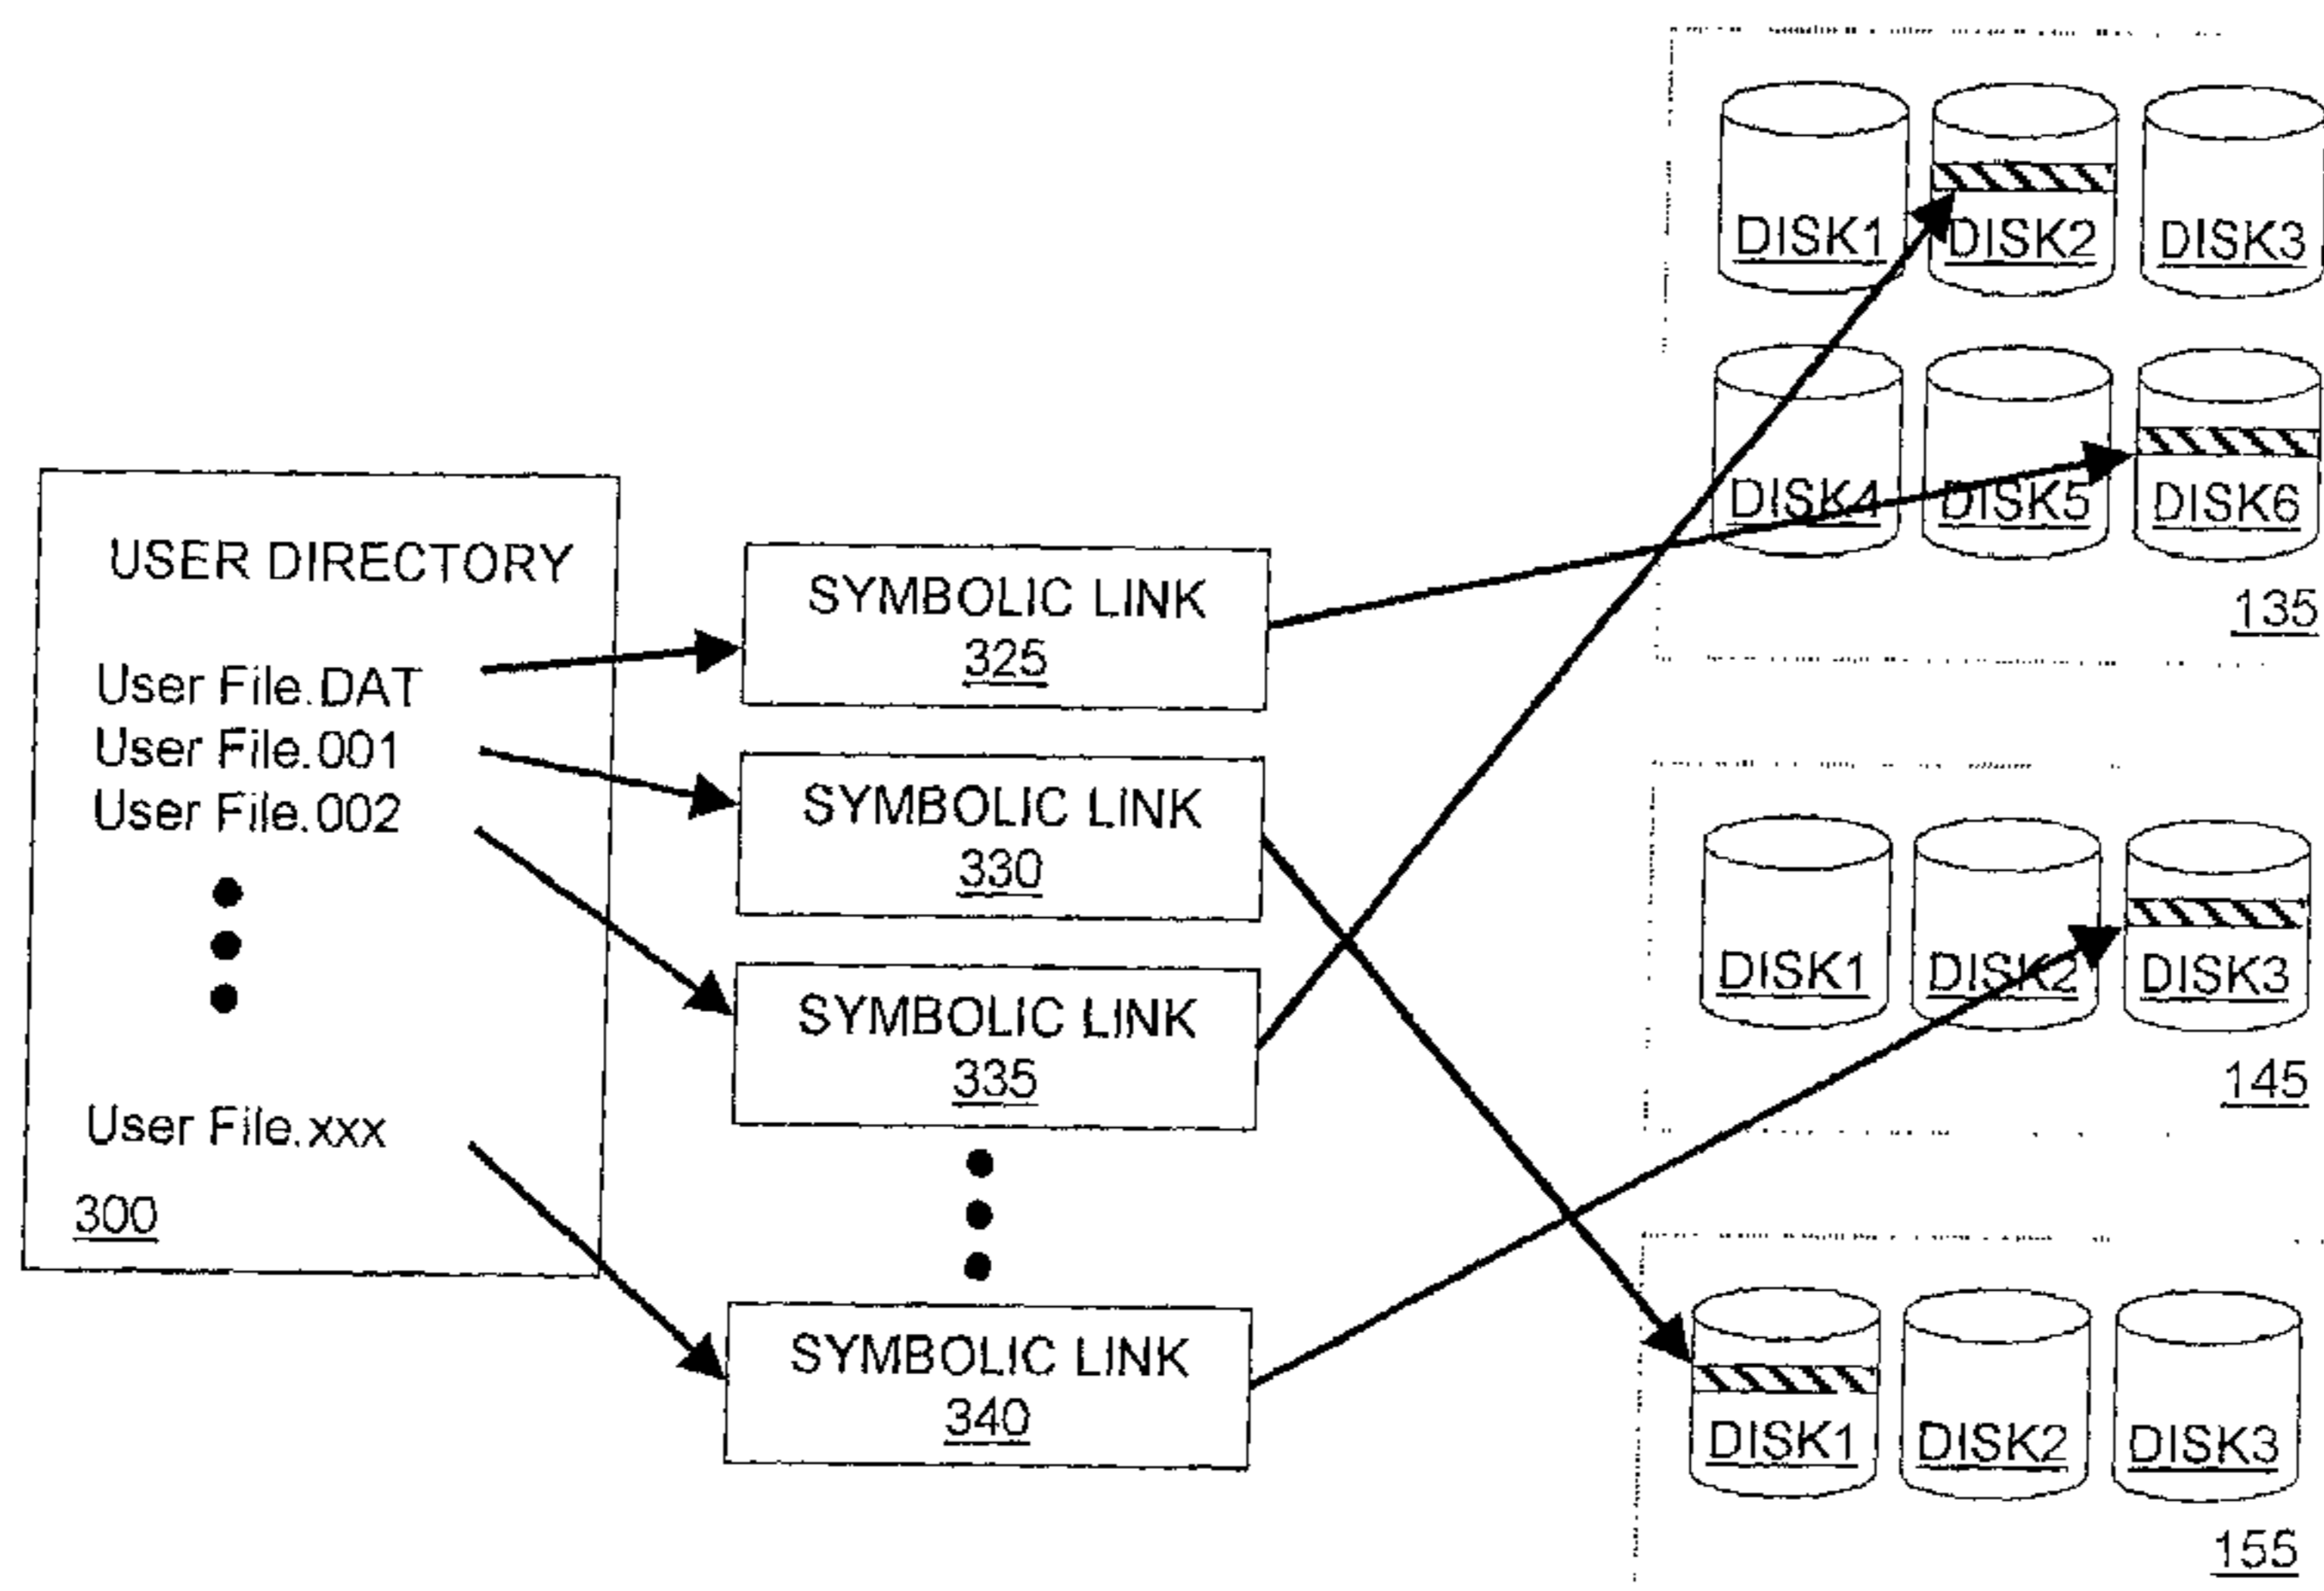 USER DIRECTORY
User File.DAT
User File.001
User File.002
User File.xxx
300
SYMBOLIC LINK
325
SYMBOLIC LINK
330
SYMBOLIC LINK
335
SYMBOLIC LINK
340
DISK1 DISK2 DISK3
DISK4 DISK5 DISK6
135
DISK1 DISK2 DISK3
145
DISK1 DISK2 DISK3
155